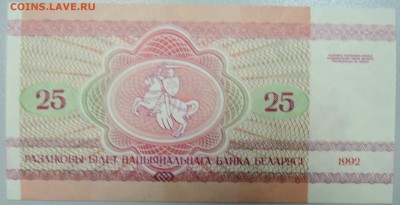 COINS.LAVE.RU
25 25
РАЗЛІКОВЫ БІЛЕТ НАЦЫЯНАЛЬНАГА БАНКА БЕЛАРУСІ 1992